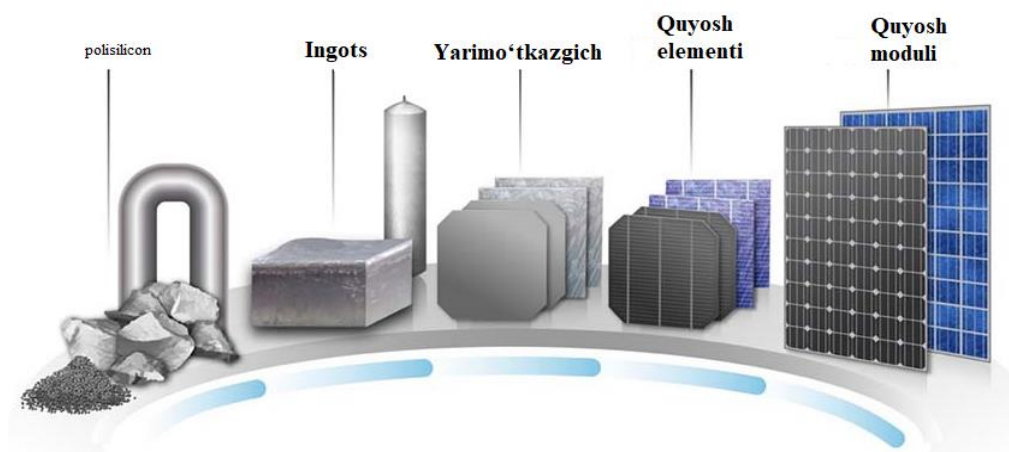 polisilicon
Ingots
Yarimo‘tkazgich
Quyosh
elementi
Quyosh
moduli